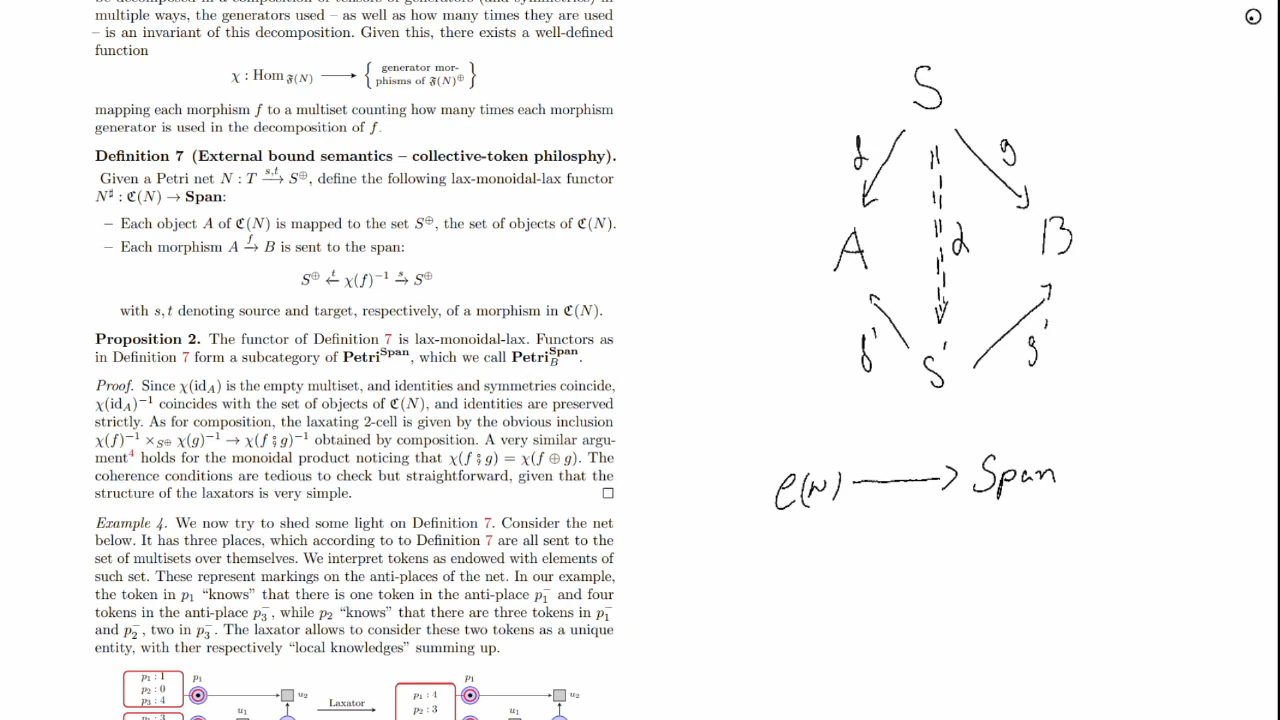 be decomposed in a composition of tensors of generators (and symmetries) in
multiple ways, the generators used – as well as how many times they are used
– is an invariant of this decomposition. Given this, there exists a well-defined
function
χ : Hom 𝔉(N) ⟶ { generator mor-
phisms of 𝔉(N)⊕ }
mapping each morphism f to a multiset counting how many times each morphism
generator is used in the decomposition of f.
Definition 7 (External bound semantics – collective-token philosphy).
Given a Petri net N : T —s,t→ S⊕, define the following lax-monoidal-lax functor
N♯ : ℭ(N) → Span:
– Each object A of ℭ(N) is mapped to the set S⊕, the set of objects of ℭ(N).
– Each morphism A —f→ B is sent to the span:
S⊕ ←t— χ(f)⁻¹ —s→ S⊕
with s, t denoting source and target, respectively, of a morphism in ℭ(N).
Proposition 2. The functor of Definition 7 is lax-monoidal-lax. Functors as
in Definition 7 form a subcategory of Petri^Span, which we call Petri_B^Span.
Proof. Since χ(id_A) is the empty multiset, and identities and symmetries coincide,
χ(id_A)⁻¹ coincides with the set of objects of ℭ(N), and identities are preserved
strictly. As for composition, the laxating 2-cell is given by the obvious inclusion
χ(f)⁻¹ ×_S⊕ χ(g)⁻¹ → χ(f ⨾ g)⁻¹ obtained by composition. A very similar argu-
ment⁴ holds for the monoidal product noticing that χ(f ⨾ g) = χ(f ⊕ g). The
coherence conditions are tedious to check but straightforward, given that the
structure of the laxators is very simple. □
Example 4. We now try to shed some light on Definition 7. Consider the net
below. It has three places, which according to to Definition 7 are all sent to the
set of multisets over themselves. We interpret tokens as endowed with elements of
such set. These represent markings on the anti-places of the net. In our example,
the token in p₁ “knows” that there is one token in the anti-place p₁⁻ and four
tokens in the anti-place p₃⁻, while p₂ “knows” that there are three tokens in p₁⁻
and p₂⁻, two in p₃⁻. The laxator allows to consider these two tokens as a unique
entity, with ther respectively “local knowledges” summing up.
p₁ : 1
p₂ : 0
p₃ : 4
p₁
u₂
u₁
Laxator
p₁ : 4
p₂ : 3
p₁
u₂
u₁
S
f g
A α B
f' g'
S'
C(N) ⟶ Span